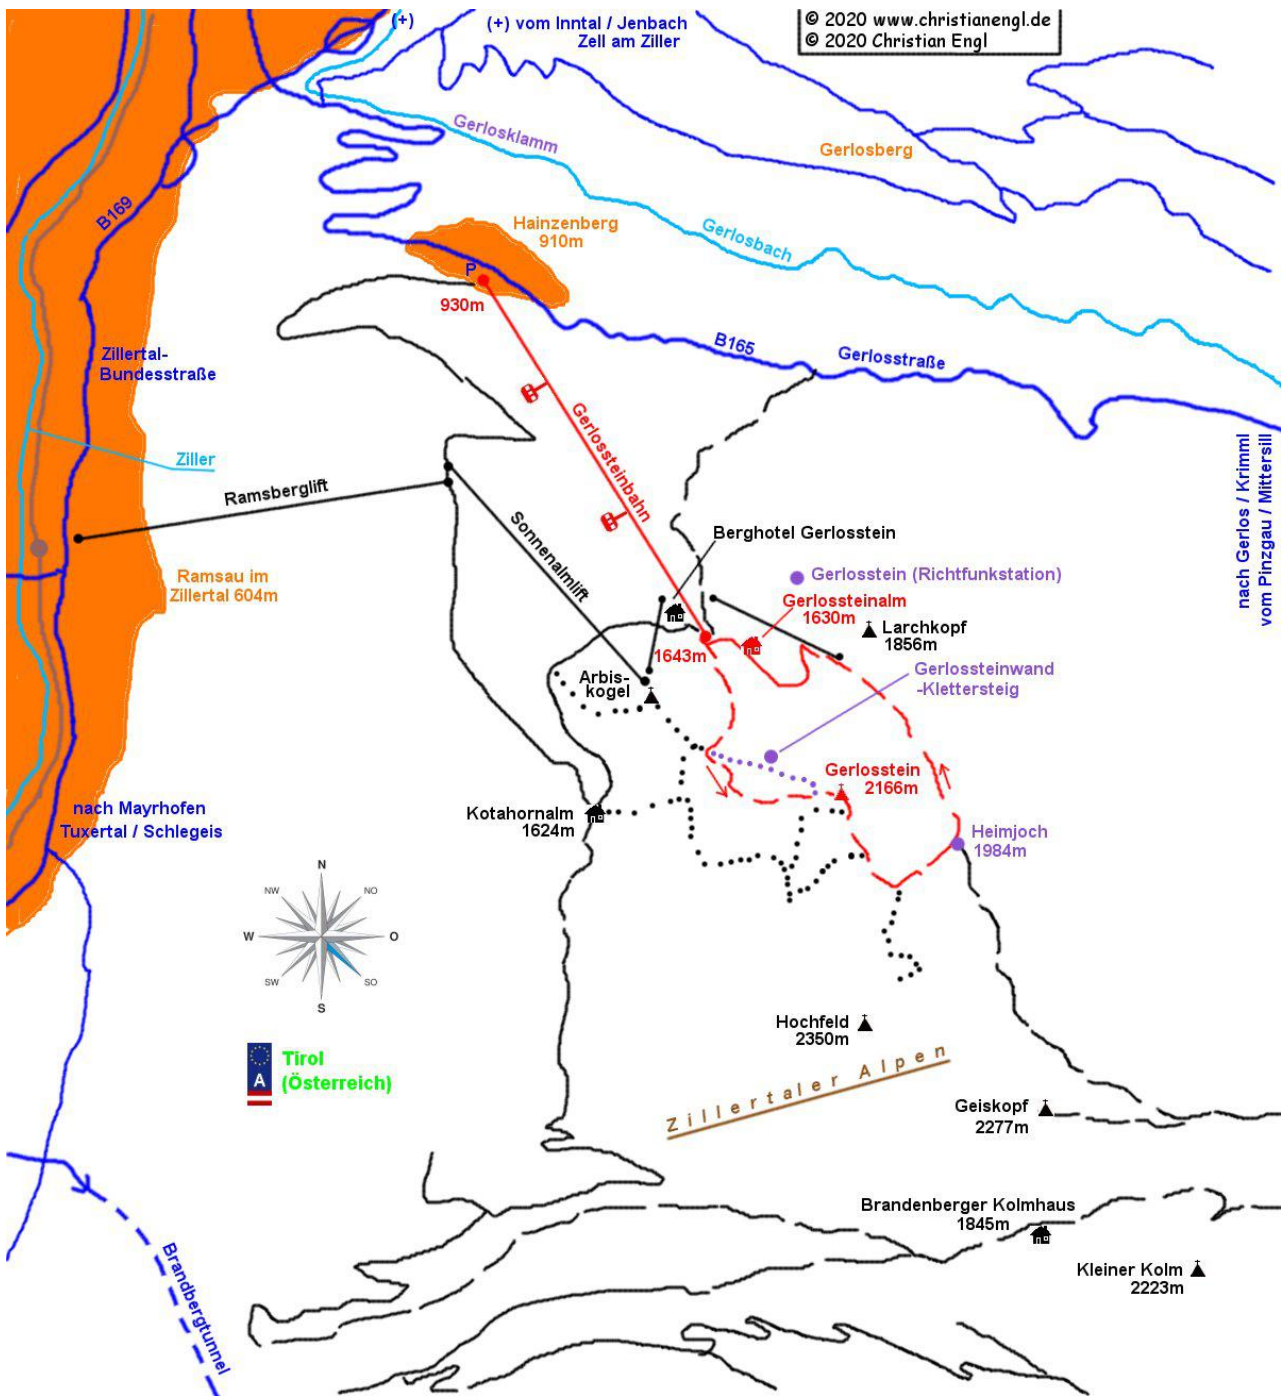 © 2020 www.christianengl.de
© 2020 Christian Engl
(+)
(+) vom Inntal / Jenbach
Zell am Ziller
Gerlosklamm
Gerlosberg
B169
Hainzenberg
910m
Gerlosbach
P
930m
B165
Gerlosstraße
Zillertal-
Bundesstraße
Gerlossteinbahn
Ziller
Ramsberglift
nach Gerlos / Krimml
vom Pinzgau / Mittersill
Sonnenalmlift
Berghotel Gerlosstein
Ramsau im
Zillertal 604m
Gerlosstein (Richtfunkstation)
Gerlossteinalm
1630m
Larchkopf
1856m
1643m
Arbis-
kogel
Gerlossteinwand
-Klettersteig
Gerlosstein
2166m
nach Mayrhofen
Tuxertal / Schlegeis
Kotahornalm
1624m
Heimjoch
1984m
N
NW
NO
W
O
SW
SO
S
Hochfeld
2350m
Tirol
(Österreich)
A
Zillertaler Alpen
Geiskopf
2277m
Brandenberger Kolmhaus
1845m
Brandbergtunnel
Kleiner Kolm
2223m